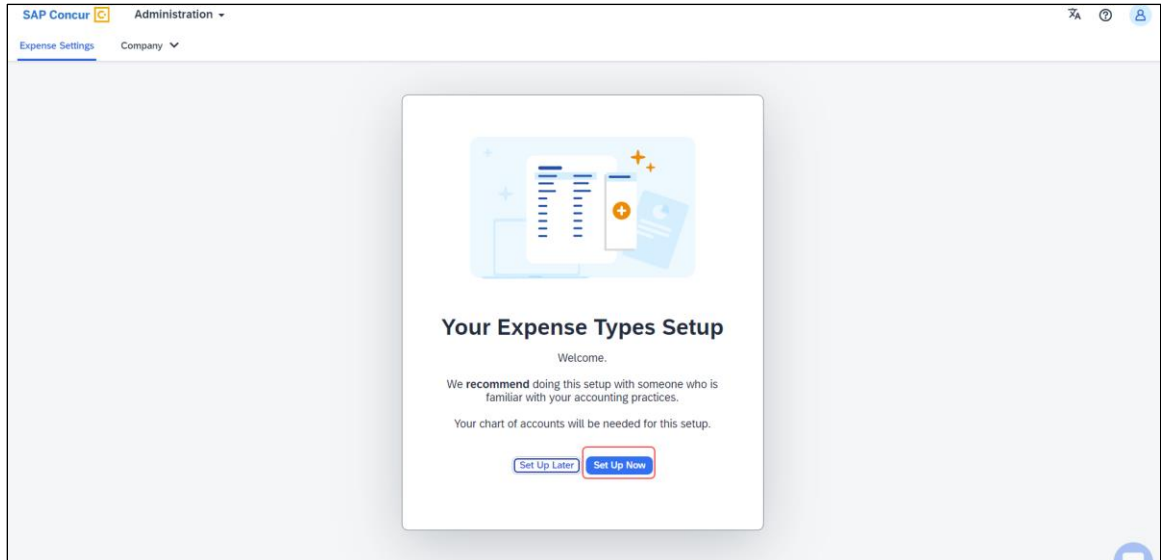 SAP Concur C Administration
Expense Settings Company
Your Expense Types Setup
Welcome.
We recommend doing this setup with someone who is
familiar with your accounting practices.
Your chart of accounts will be needed for this setup.
Set Up Later Set Up Now